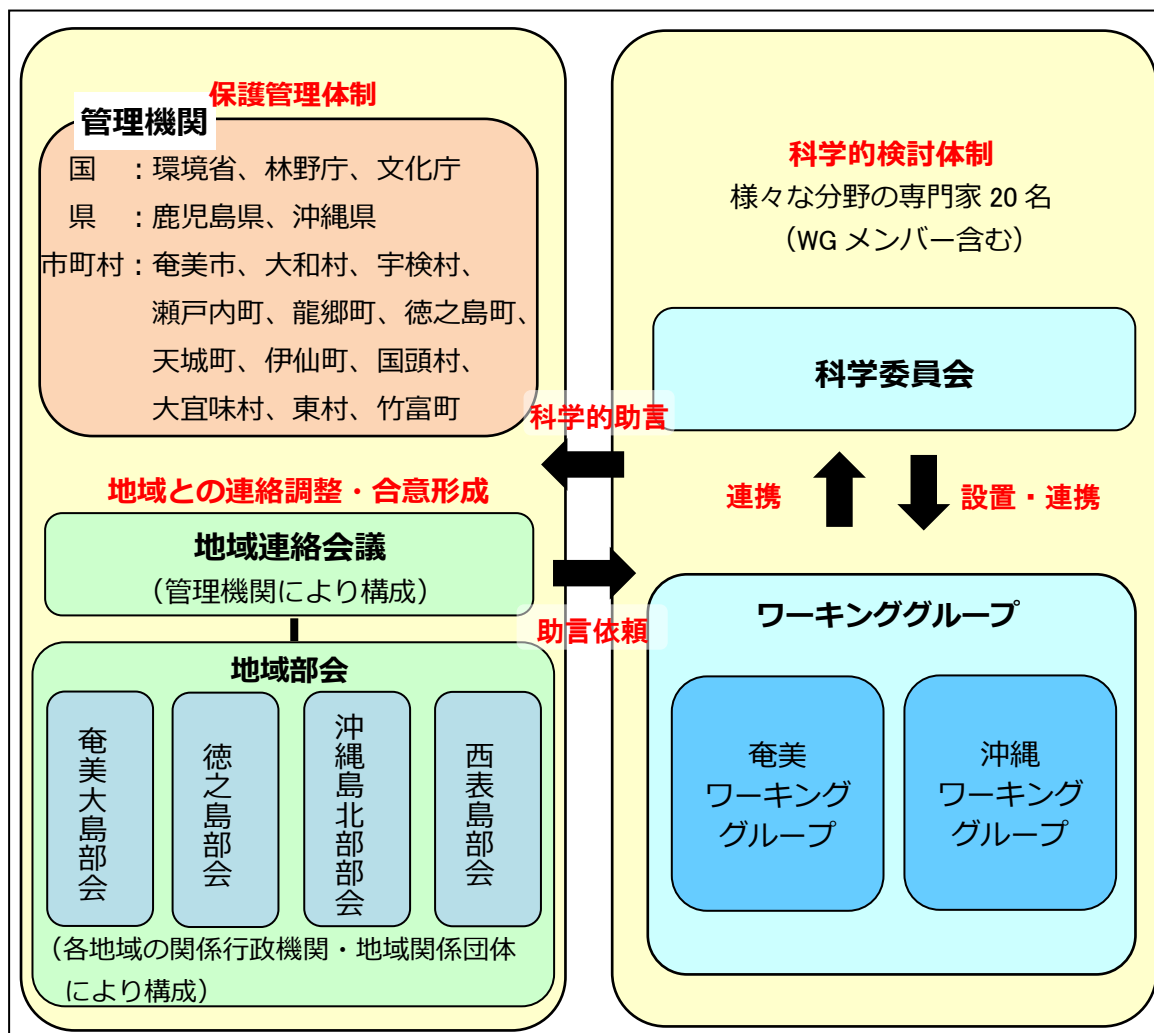 保護管理体制
管理機関
国　：環境省、林野庁、文化庁
県　：鹿児島県、沖縄県
市町村：奄美市、大和村、宇検村、
瀬戸内町、龍郷町、徳之島町、
天城町、伊仙町、国頭村、
大宜味村、東村、竹富町
地域との連絡調整・合意形成
地域連絡会議
（管理機関により構成）
地域部会
奄美大島部会
徳之島部会
沖縄島北部部会
西表島部会
（各地域の関係行政機関・地域関係団体
により構成）
科学的助言
助言依頼
科学的検討体制
様々な分野の専門家 20 名
（WG メンバー含む）
科学委員会
連携
設置・連携
ワーキンググループ
奄美
ワーキング
グループ
沖縄
ワーキング
グループ